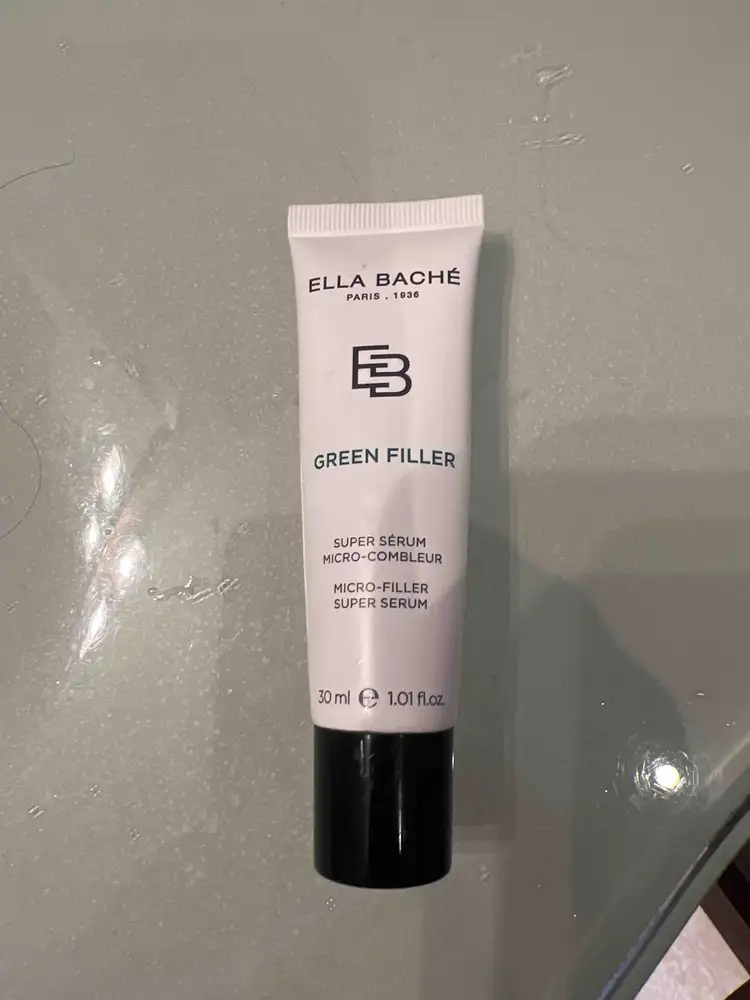 ELLA BACHÉ
PARIS . 1936
EB
GREEN FILLER
SUPER SÉRUM
MICRO-COMBLEUR
MICRO-FILLER
SUPER SERUM
30 ml ℮ 1.01 fl.oz.